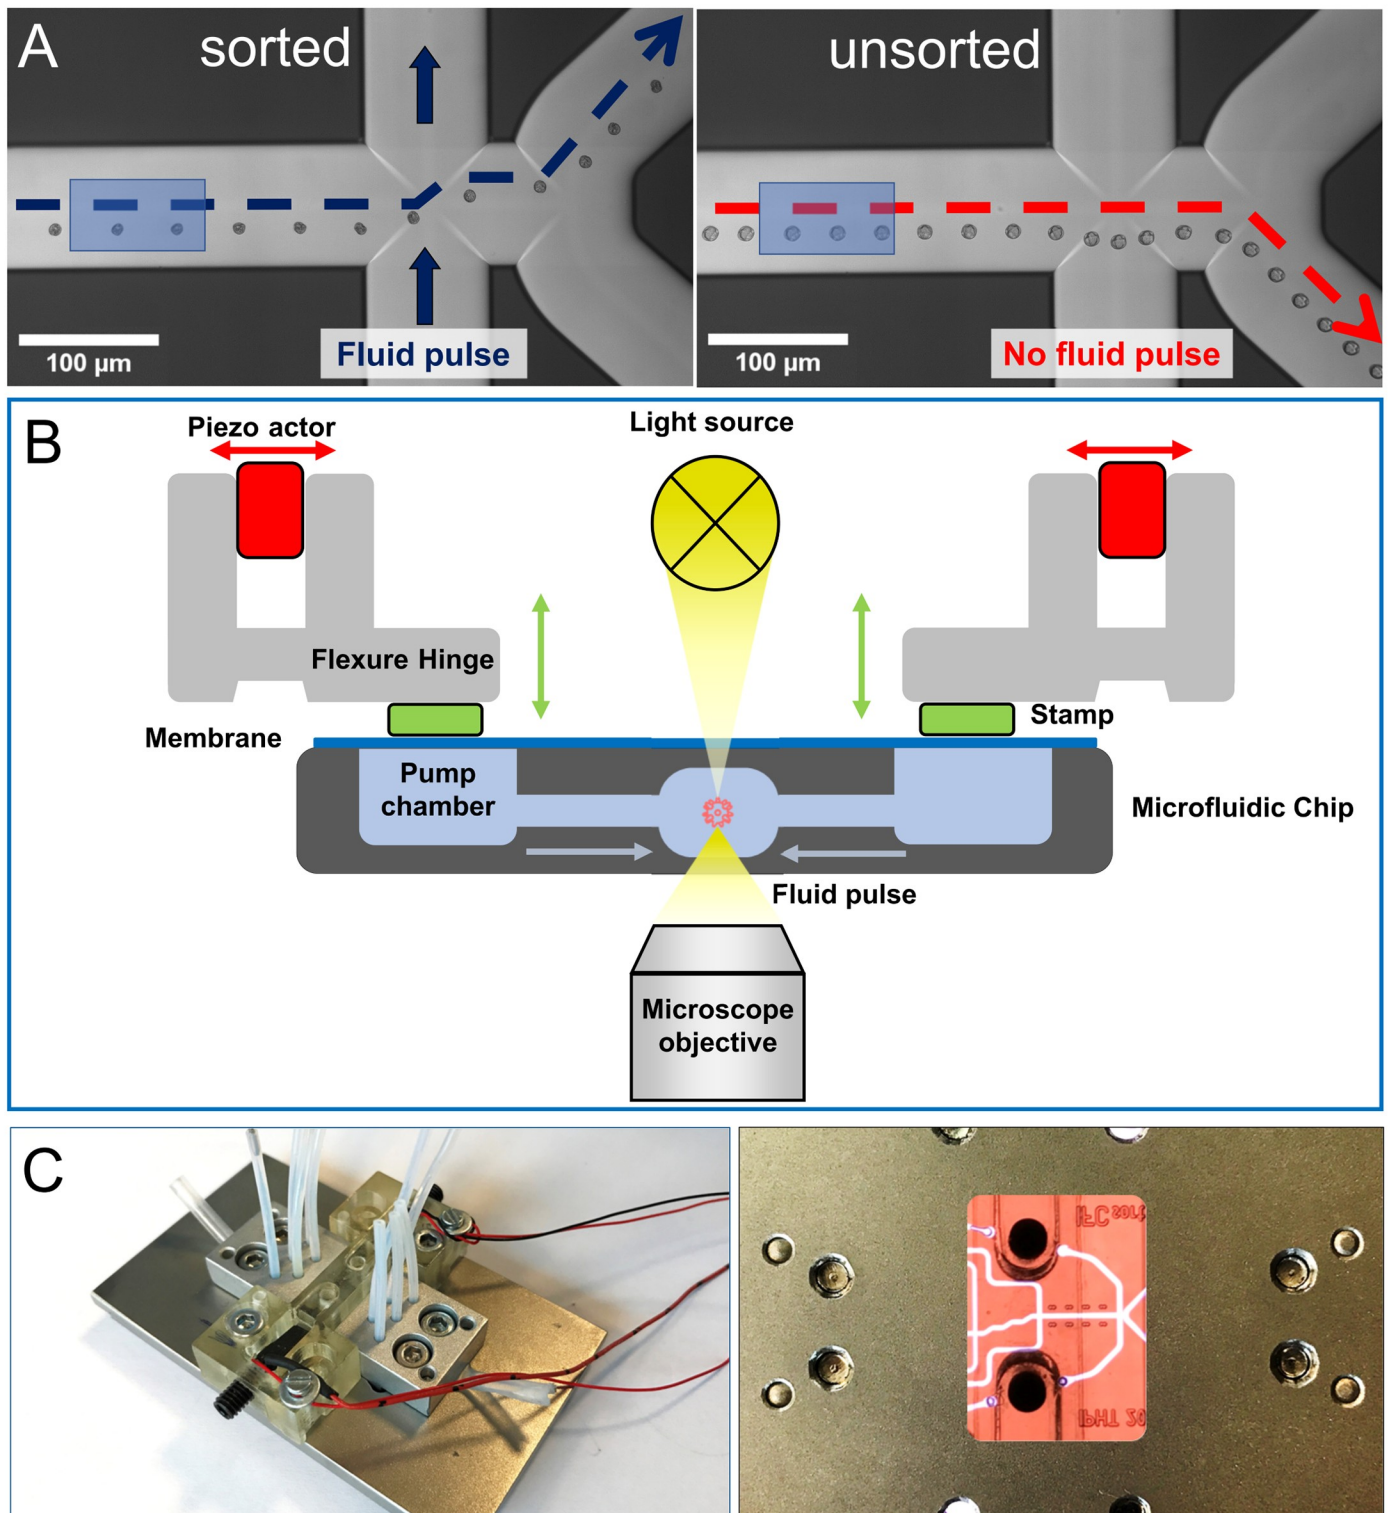 A
sorted
unsorted
100 µm
Fluid pulse
100 µm
No fluid pulse
B
Piezo actor
Light source
Flexure Hinge
Membrane
Stamp
Pump
chamber
Microfluidic Chip
Fluid pulse
Microscope
objective
C